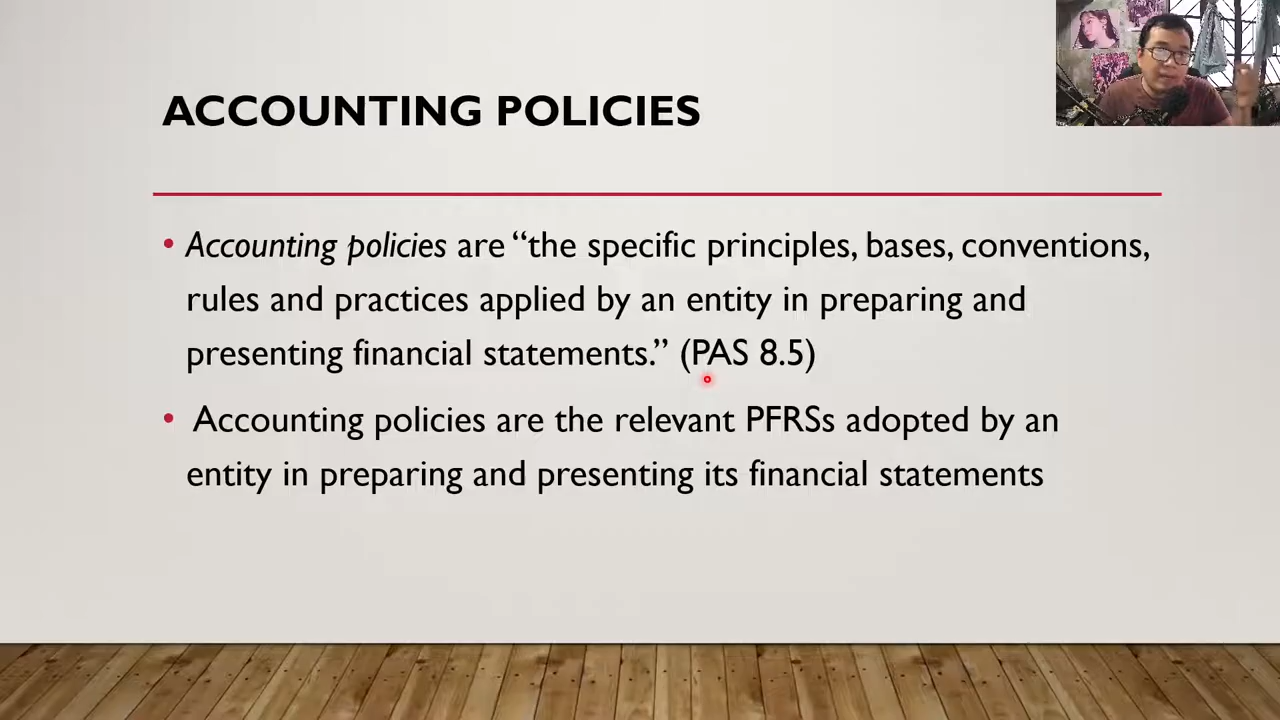 ACCOUNTING POLICIES
• Accounting policies are “the specific principles, bases, conventions,
rules and practices applied by an entity in preparing and
presenting financial statements.” (PAS 8.5)
• Accounting policies are the relevant PFRSs adopted by an
entity in preparing and presenting its financial statements